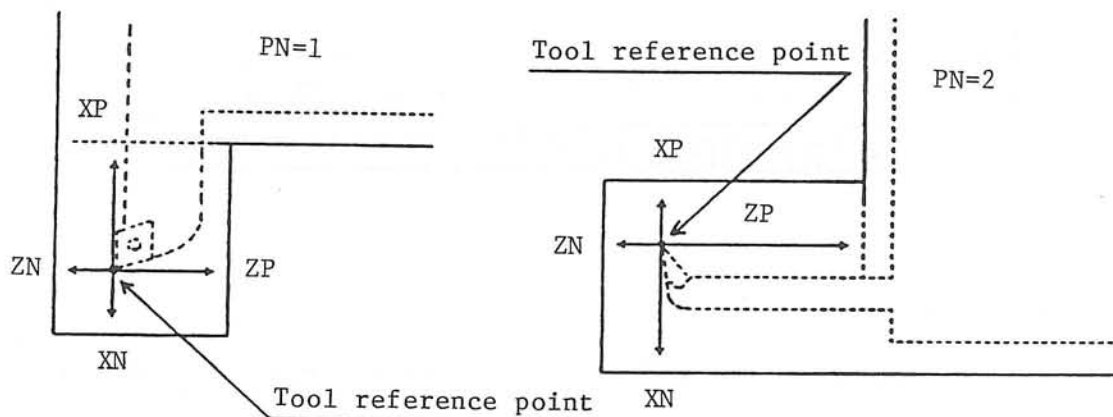 PN=1
XP
ZN
ZP
XN
Tool reference point
Tool reference point
PN=2
XP
ZP
ZN
XN